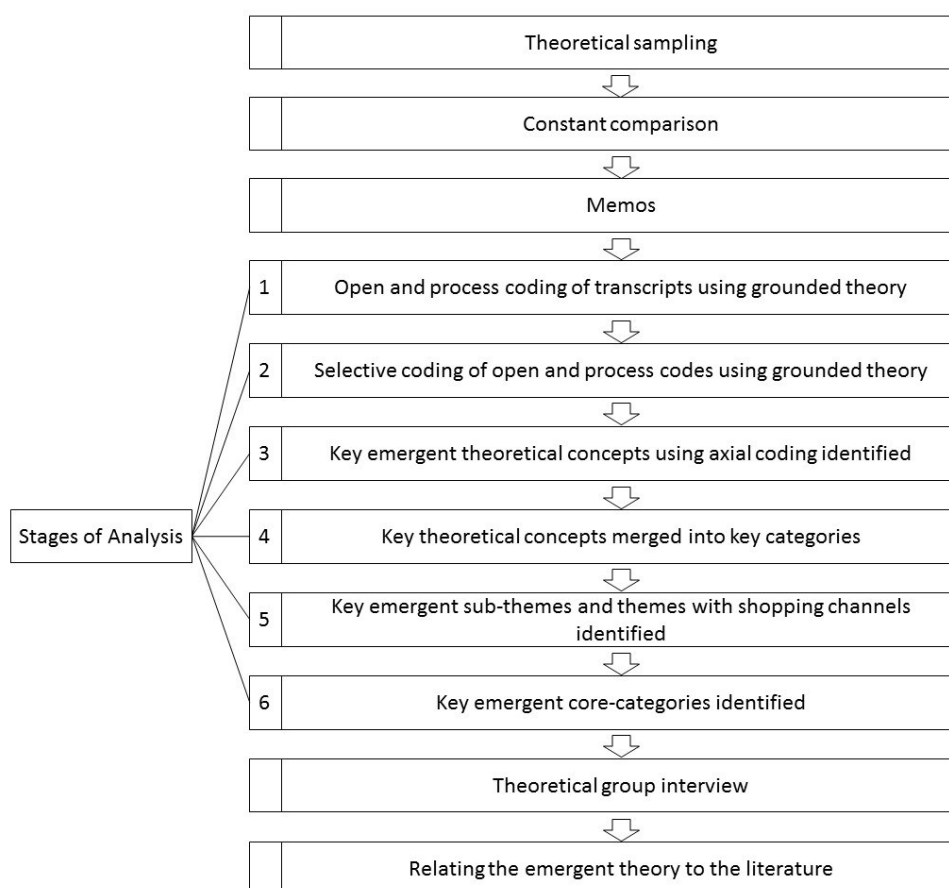 Theoretical sampling
Constant comparison
Memos
1 Open and process coding of transcripts using grounded theory
2 Selective coding of open and process codes using grounded theory
3 Key emergent theoretical concepts using axial coding identified
Stages of Analysis
4 Key theoretical concepts merged into key categories
5 Key emergent sub-themes and themes with shopping channels
identified
6 Key emergent core-categories identified
Theoretical group interview
Relating the emergent theory to the literature